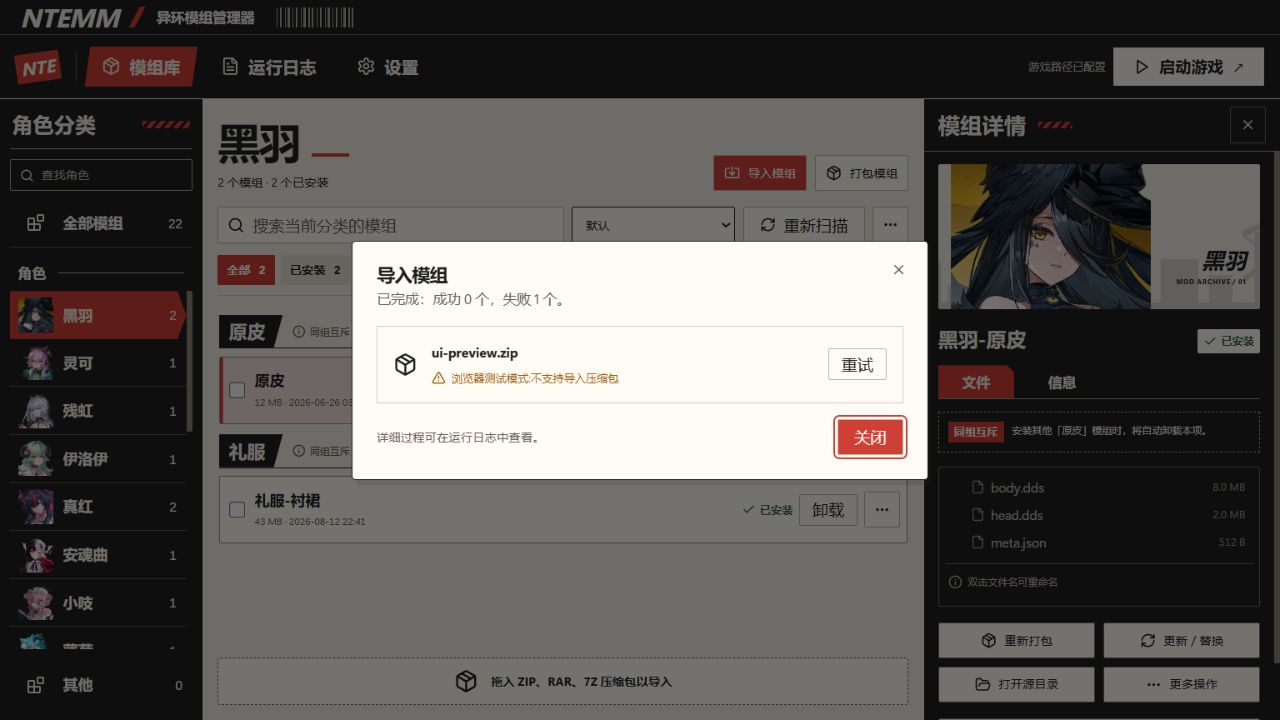 NTEMM
异环模组管理器
NTE
模组库
运行日志
设置
游戏路径已配置
启动游戏 ↗
角色分类
查找角色
全部模组 22
角色
黑羽 2
灵可 1
残虹 1
伊洛伊 1
真红 2
安魂曲 1
小吱 1
其他 0
黑羽
2 个模组 · 2 个已安装
导入模组
打包模组
搜索当前分类的模组
默认
重新扫描
全部 2
已安装 2
原皮
同组互斥
原皮
12 MB · 2026-06-26 03
礼服
同组互斥
礼服-衬裙
43 MB · 2026-08-12 22:41
已安装
卸载
拖入 ZIP、RAR、7Z 压缩包以导入
导入模组
已完成：成功 0 个，失败 1 个。
ui-preview.zip
浏览器测试模式:不支持导入压缩包
重试
详细过程可在运行日志中查看。
关闭
模组详情
黑羽
MOD ARCHIVE / 01
黑羽-原皮
已安装
文件
信息
同组互斥
安装其他「原皮」模组时，将自动卸载本项。
body.dds 8.0 MB
head.dds 2.0 MB
meta.json 512 B
双击文件名可重命名
重新打包
更新 / 替换
打开源目录
更多操作